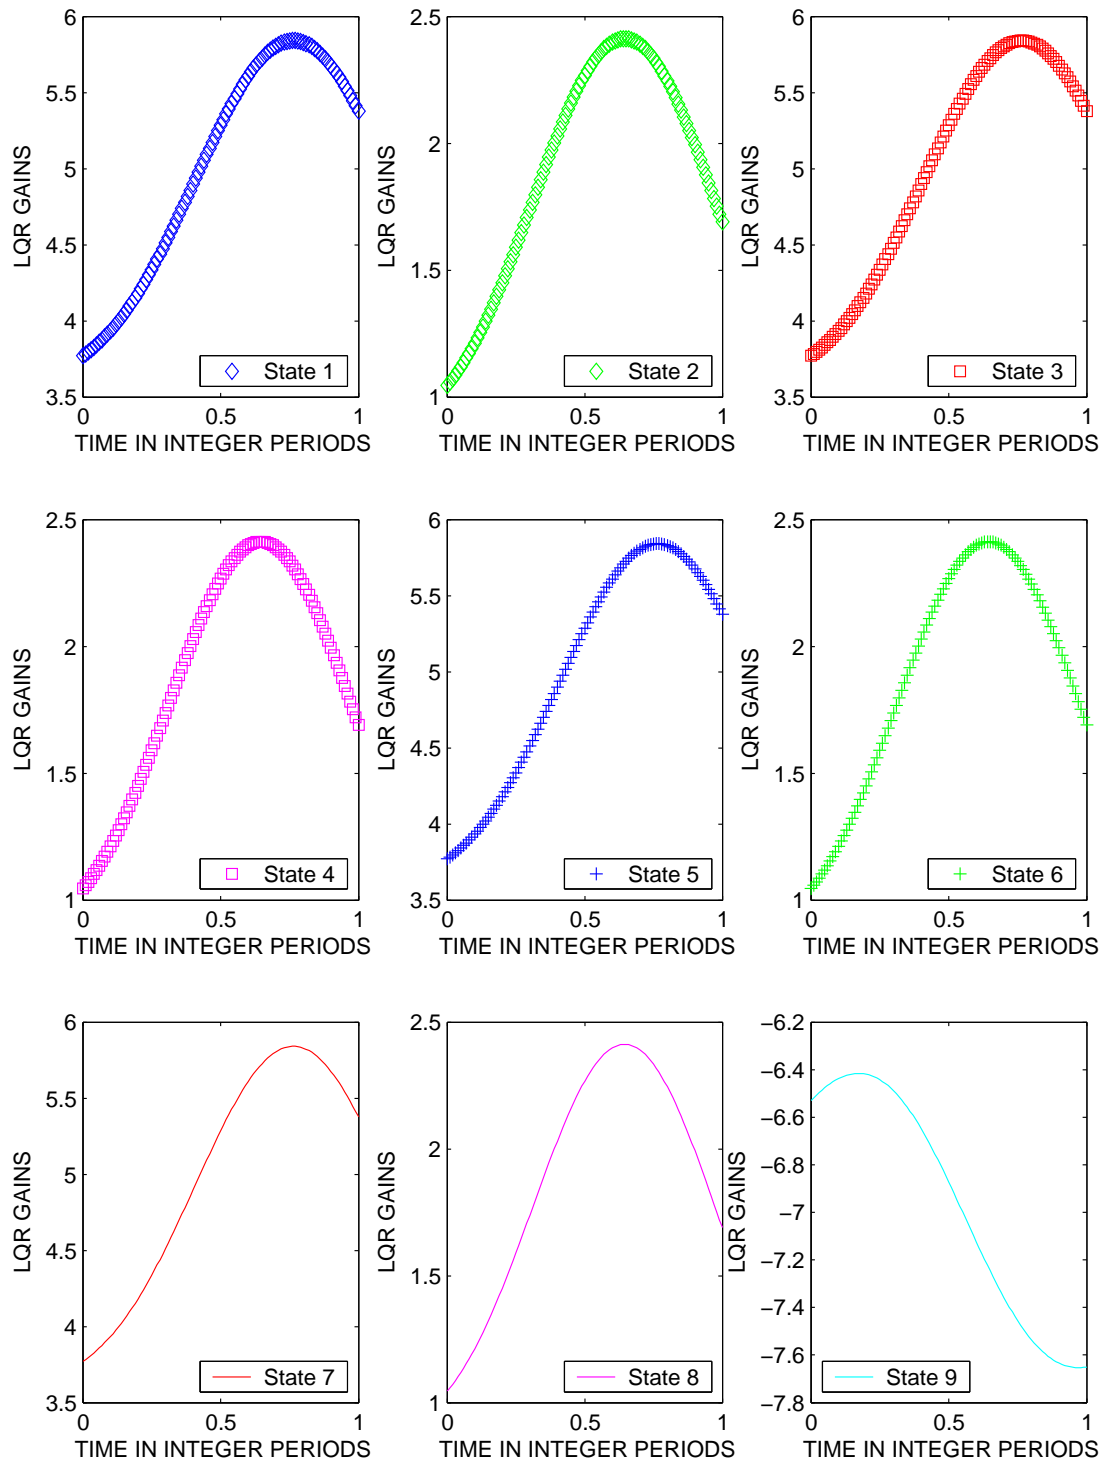 6
5.5
5
4.5
4
3.5
LQR GAINS
State 1
0
0.5
1
TIME IN INTEGER PERIODS
2.5
2
1.5
1
LQR GAINS
State 2
0
0.5
1
TIME IN INTEGER PERIODS
6
5.5
5
4.5
4
3.5
LQR GAINS
State 3
0
0.5
1
TIME IN INTEGER PERIODS
2.5
2
1.5
1
LQR GAINS
State 4
0
0.5
1
TIME IN INTEGER PERIODS
6
5.5
5
4.5
4
3.5
LQR GAINS
State 5
0
0.5
1
TIME IN INTEGER PERIODS
2.5
2
1.5
1
LQR GAINS
State 6
0
0.5
1
TIME IN INTEGER PERIODS
6
5.5
5
4.5
4
3.5
LQR GAINS
State 7
0
0.5
1
TIME IN INTEGER PERIODS
2.5
2
1.5
1
LQR GAINS
State 8
0
0.5
1
TIME IN INTEGER PERIODS
−6.2
−6.4
−6.6
−6.8
−7
−7.2
−7.4
−7.6
−7.8
LQR GAINS
State 9
0
0.5
1
TIME IN INTEGER PERIODS